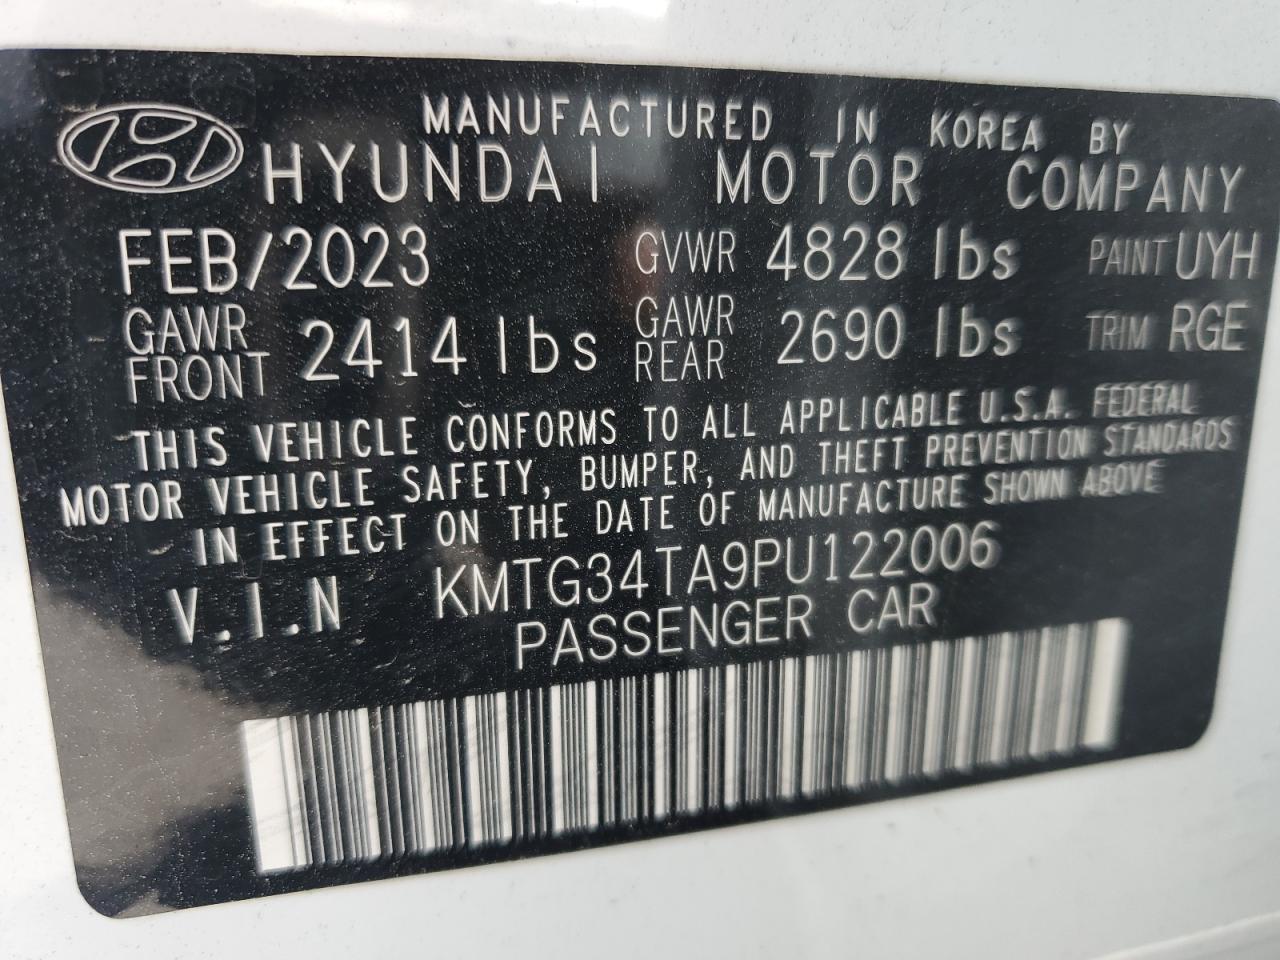 MANUFACTURED IN KOREA BY
HYUNDAI MOTOR COMPANY
FEB/2023 GVWR 4828 lbs PAINT UYH
GAWR FRONT 2414 lbs GAWR REAR 2690 lbs TRIM RGE
THIS VEHICLE CONFORMS TO ALL APPLICABLE U.S.A. FEDERAL
MOTOR VEHICLE SAFETY, BUMPER, AND THEFT PREVENTION STANDARDS
IN EFFECT ON THE DATE OF MANUFACTURE SHOWN ABOVE
V.I.N KMTG34TA9PU122006
PASSENGER CAR